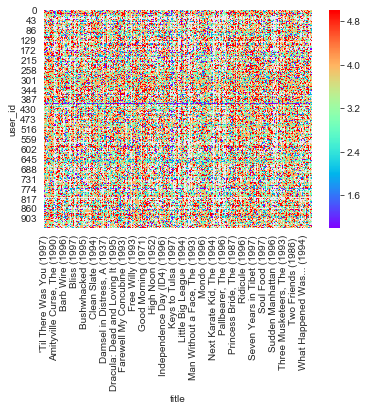 user_id
0
43
86
129
172
215
258
301
344
387
430
473
516
559
602
645
688
731
774
817
860
903
4.8
4.0
3.2
2.4
1.6
'Til There Was You (1997)
Amityville Curse, The (1990)
Barb Wire (1996)
Bliss (1997)
Bushwhacked (1995)
Clean Slate (1994)
Damsel in Distress, A (1937)
Dracula: Dead and Loving It (1995)
Farewell My Concubine (1993)
Free Willy (1993)
Good Morning (1971)
High Noon (1952)
Independence Day (ID4) (1996)
Keys to Tulsa (1997)
Little Big League (1994)
Man Without a Face, The (1993)
Mondo (1996)
Next Karate Kid, The (1994)
Pallbearer, The (1996)
Princess Bride, The (1987)
Ridicule (1996)
Seven Years in Tibet (1997)
Soul Food (1997)
Sudden Manhattan (1996)
Three Musketeers, The (1993)
Two Friends (1986)
What Happened Was... (1994)
title